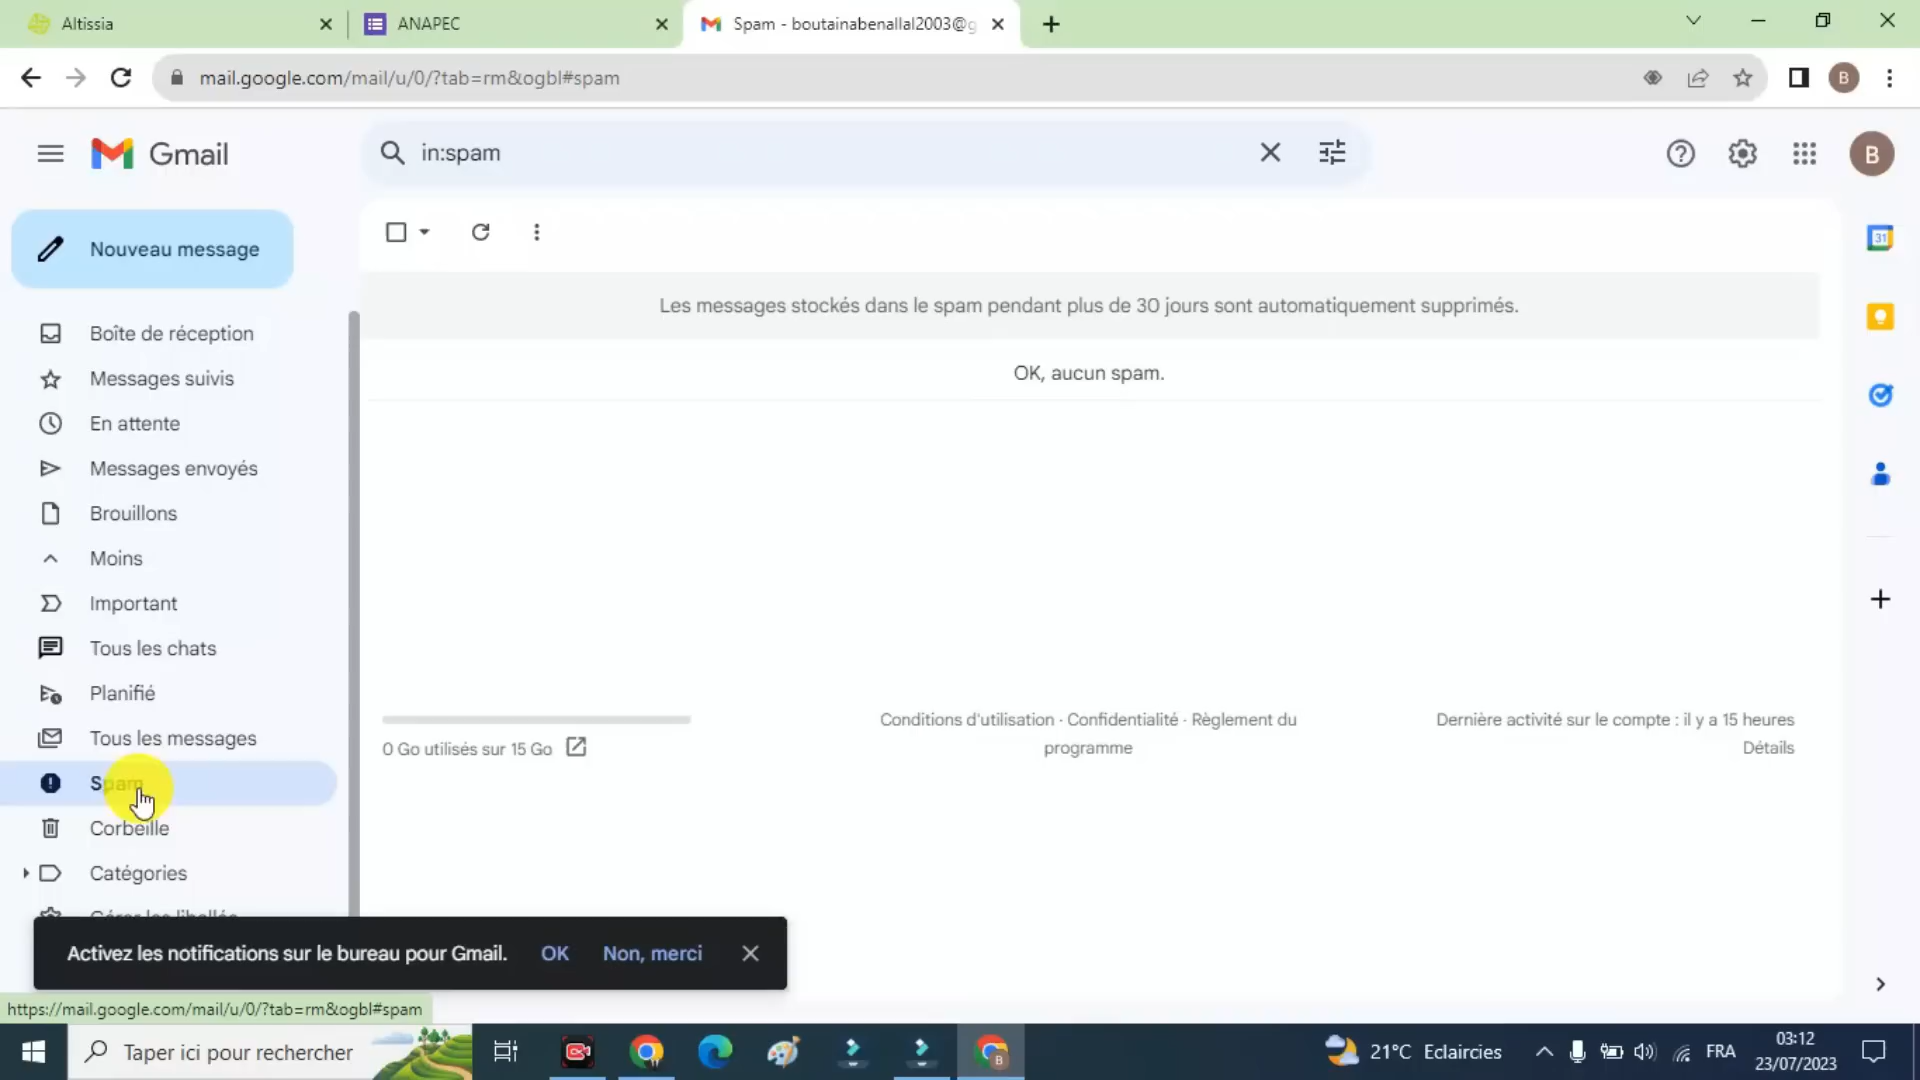 Altissia
ANAPEC
Spam - boutainabenallal2003@g
mail.google.com/mail/u/0/?tab=rm&ogbl#spam
B
Gmail
in:spam
B
Nouveau message
31
Les messages stockés dans le spam pendant plus de 30 jours sont automatiquement supprimés.
Boîte de réception
OK, aucun spam.
Messages suivis
En attente
Messages envoyés
Brouillons
Moins
Important
Tous les chats
Planifié
Tous les messages
Spam
Corbeille
Catégories
Gérer les libellés
0 Go utilisés sur 15 Go
Conditions d'utilisation · Confidentialité · Règlement du
programme
Dernière activité sur le compte : il y a 15 heures
Détails
Activez les notifications sur le bureau pour Gmail. OK Non, merci
https://mail.google.com/mail/u/0/?tab=rm&ogbl#spam
Taper ici pour rechercher
B
21°C Eclaircies
FRA
03:12
23/07/2023